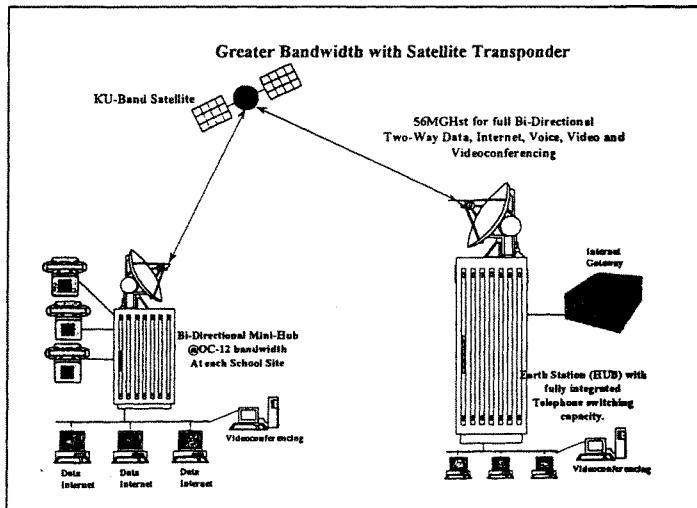 Greater Bandwidth with Satellite Transponder
KU-Band Satellite
56MGHst for full Bi-Directional
Two-Way Data, Internet, Voice, Video and
Videoconferencing
Internet
Gateway
Bi-Directional Mini-Hub
@OC-12 bandwidth
At each School Site
Earth Station (HUB) with
fully integrated
Telephone switching
capacity.
Videoconferencing
Data
Internet
Data
Internet
Data
Internet
Videoconferencing